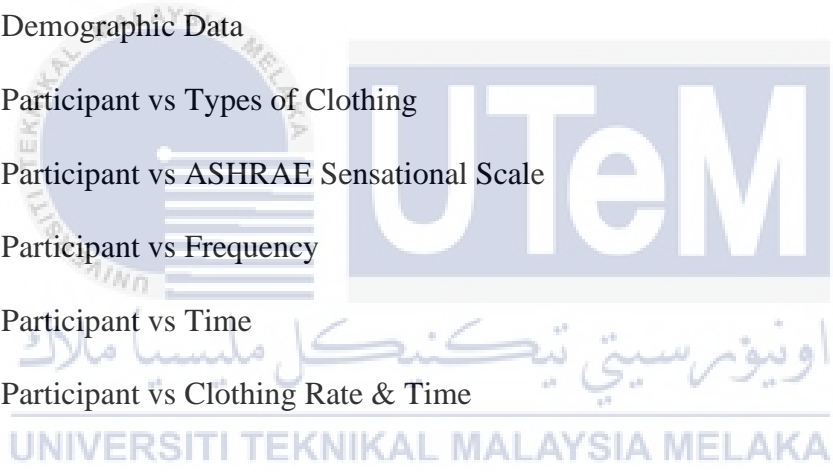 Demographic Data
Participant vs Types of Clothing
Participant vs ASHRAE Sensational Scale
Participant vs Frequency
Participant vs Time
Participant vs Clothing Rate & Time
UTeM
اونيۏرسيتي تيكنيكل مليسيا ملاك
UNIVERSITI TEKNIKAL MALAYSIA MELAKA